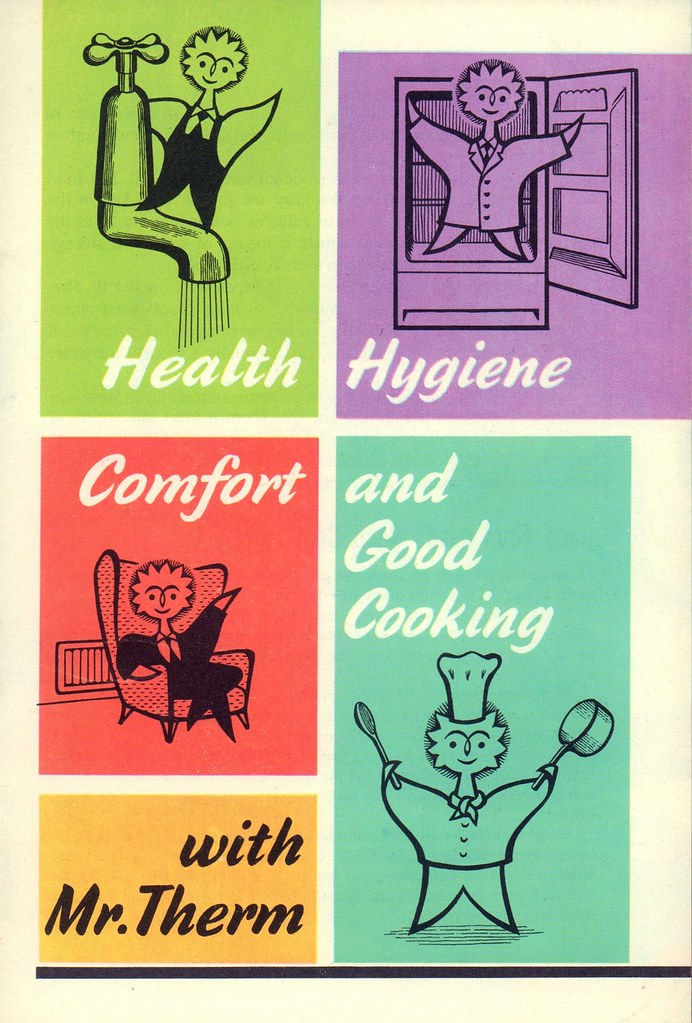 Health
Hygiene
Comfort
and
Good
Cooking
with
Mr. Therm